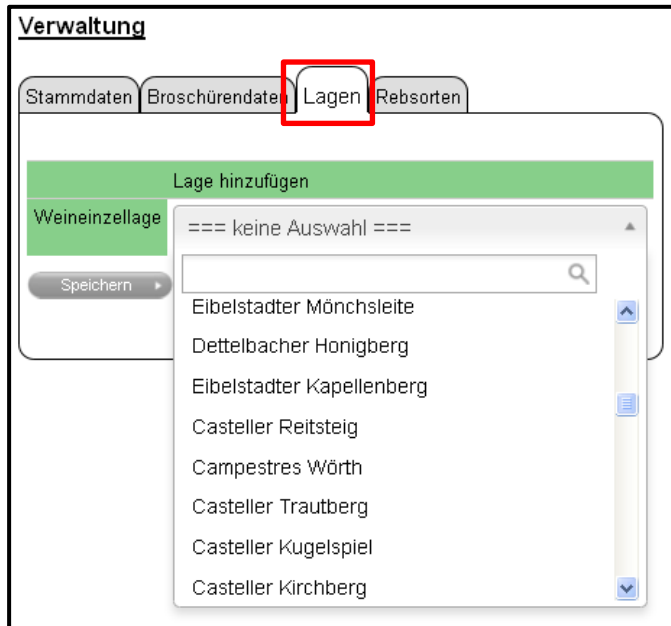 Verwaltung
Stammdaten Broschürendaten Lagen Rebsorten
Lage hinzufügen
Weineinzellage === keine Auswahl ===
Speichern
Eibelstadter Mönchsleite
Dettelbacher Honigberg
Eibelstadter Kapellenberg
Casteller Reitsteig
Campestres Wörth
Casteller Trautberg
Casteller Kugelspiel
Casteller Kirchberg